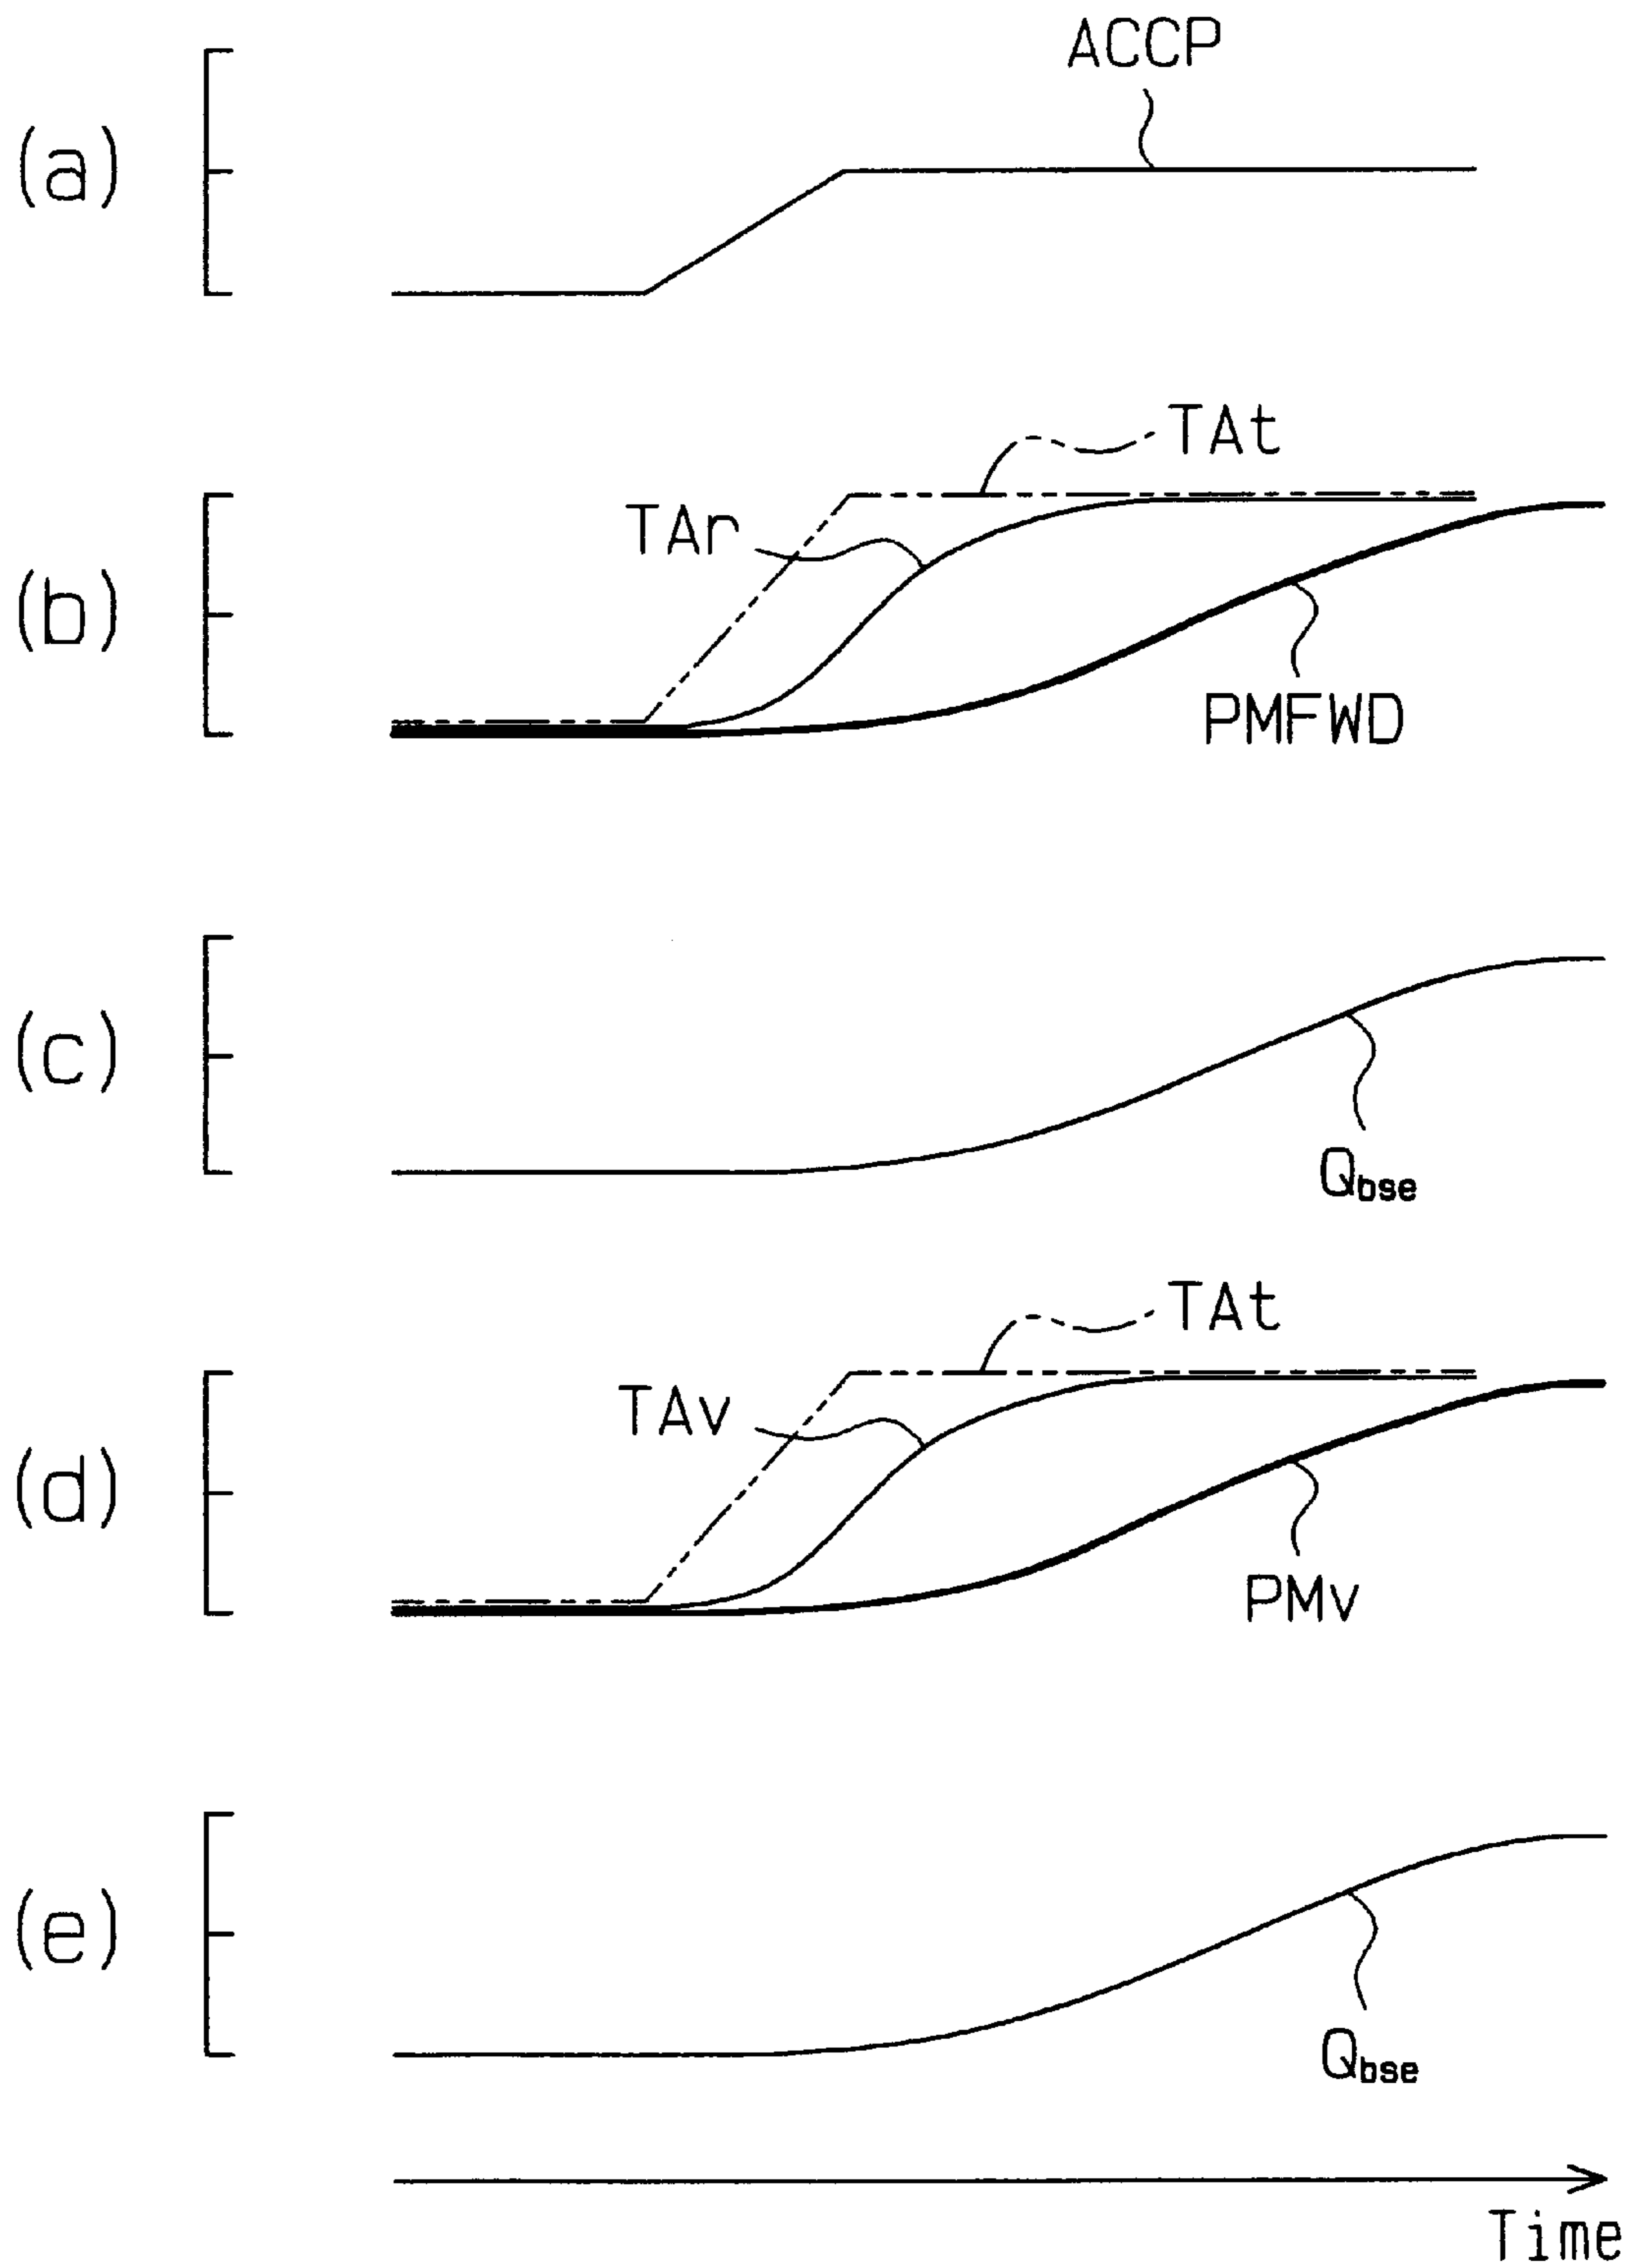 ACCP
(a)
TAt
TAr
(b)
PMFWD
(c)
Qbse
TAt
TAv
(d)
PMv
(e)
Qbse
Time